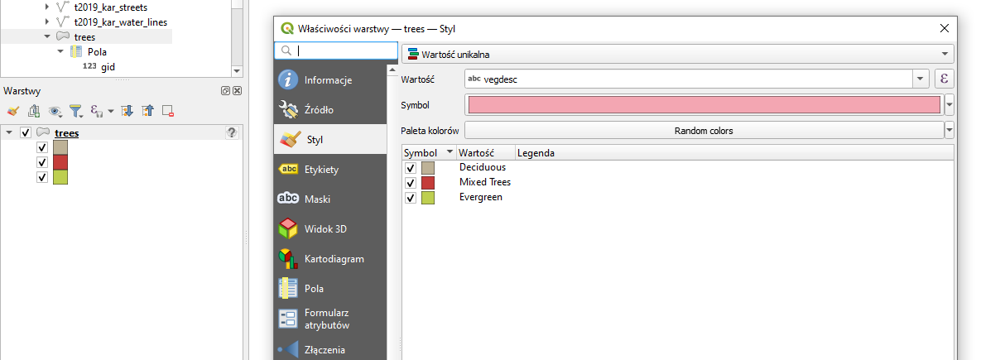 t2019_kar_streets
t2019_kar_water_lines
trees
Pola
123 gid
Warstwy
trees
?
Właściwości warstwy — trees — Styl
Informacje
Źródło
Styl
abc Etykiety
abc Maski
Widok 3D
Kartodiagram
Pola
Formularz
atrybutów
Złączenia
Wartość unikalna
Wartość abc vegdesc ε
Symbol
Paleta kolorów Random colors
Symbol Wartość Legenda
Deciduous
Mixed Trees
Evergreen